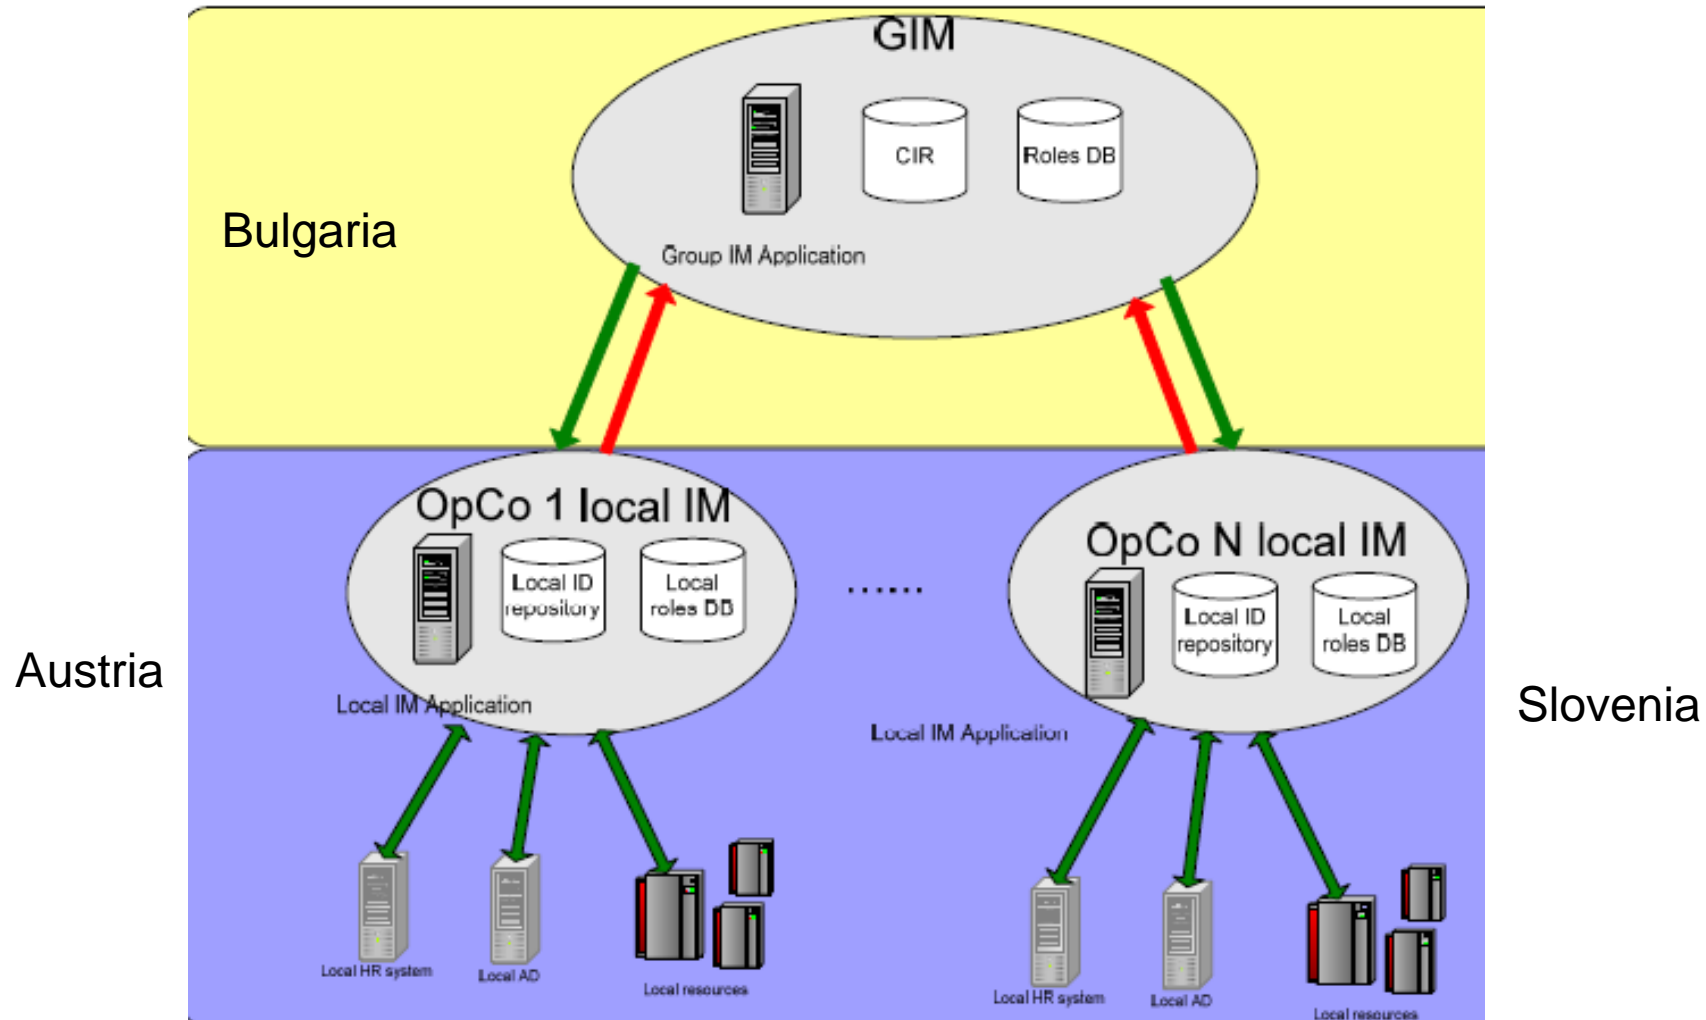 GIM
CIR
Roles DB
Bulgaria
Group IM Application
OpCo 1 local IM
Local ID
repository
Local
roles DB
Local IM Application
......
OpCo N local IM
Local ID
repository
Local
roles DB
Local IM Application
Austria
Slovenia
Local HR system
Local AD
Local resources
Local HR system
Local AD
Local resources